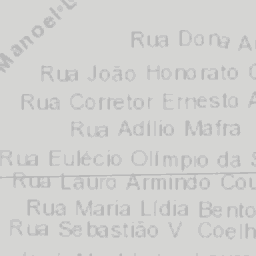 Manoel
Rua Dona
Rua João Honorato
Rua Corretor Ernesto
Rua Adílio Mafra
Rua Eulécio Olímpio da
Rua Lauro Armindo
Rua Maria Lídia Bento
Rua Sebastião V Coelh